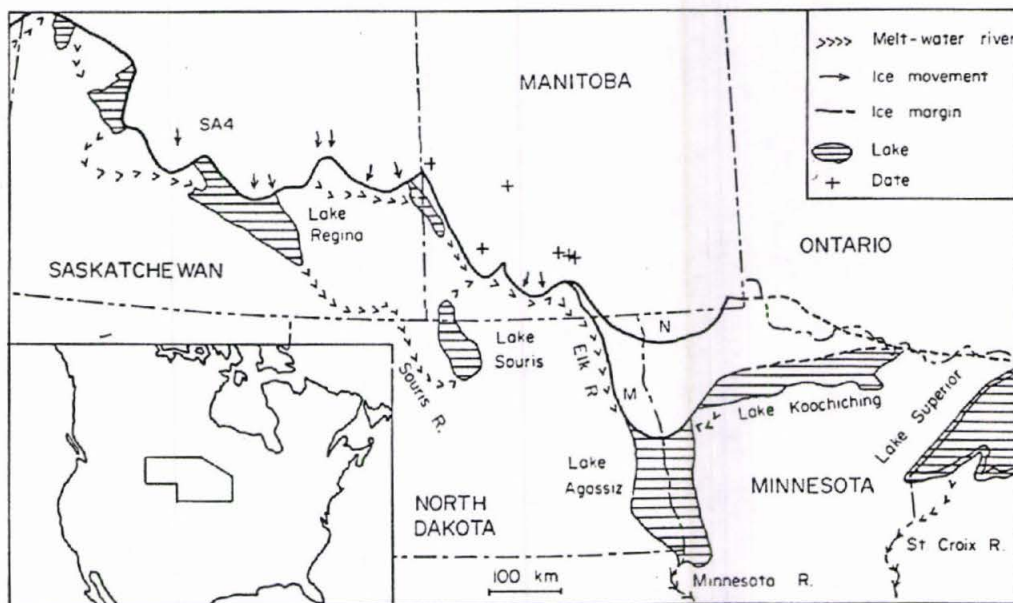 >>>> Melt-water river
Ice movement
Ice margin
Lake
+ Date
MANITOBA
SA4
ONTARIO
Lake
Regina
SASKATCHEWAN
N
Lake
Souris
Elk R.
Souris R.
M
Lake Koochiching
Lake Superior
Lake
Agassiz
MINNESOTA
NORTH
DAKOTA
St. Croix R.
100 km
Minnesota R.